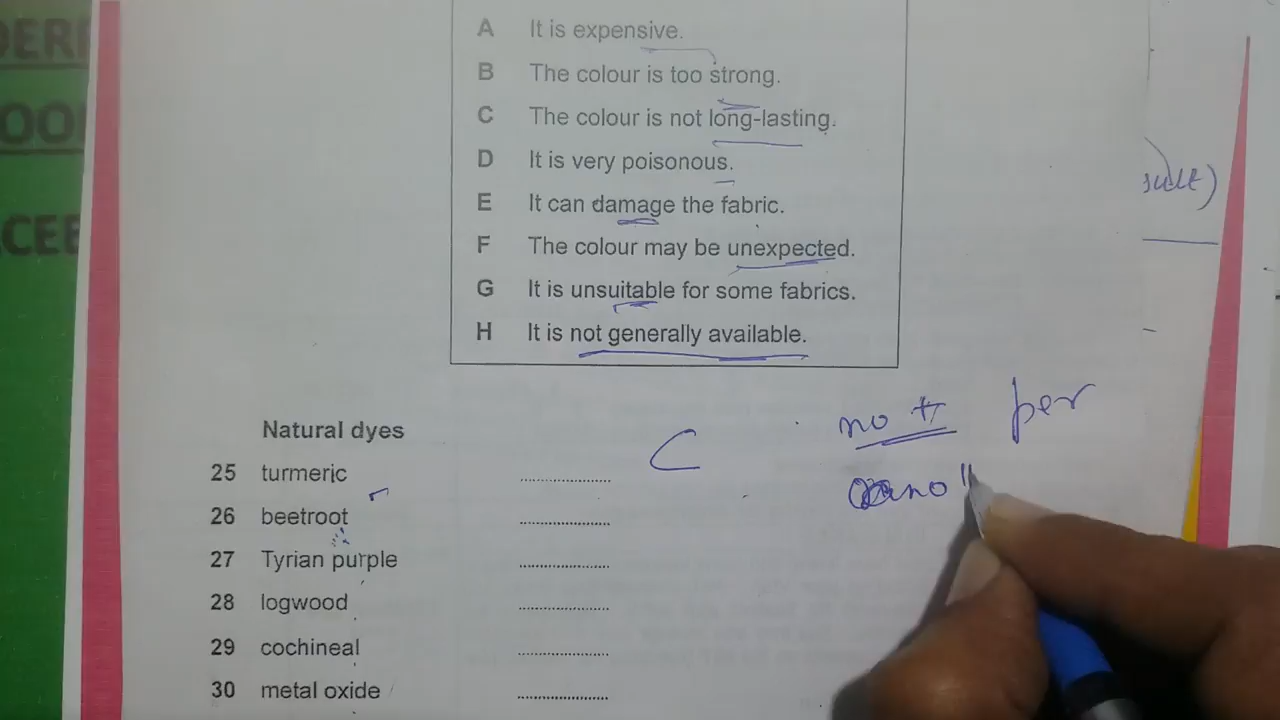 A It is expensive.
B The colour is too strong.
C The colour is not long-lasting.
D It is very poisonous.
E It can damage the fabric.
F The colour may be unexpected.
G It is unsuitable for some fabrics.
H It is not generally available.
Natural dyes
25 turmeric ..............
26 beetroot ..............
27 Tyrian purple ..............
28 logwood ..............
29 cochineal ..............
30 metal oxide ..............
C
not per